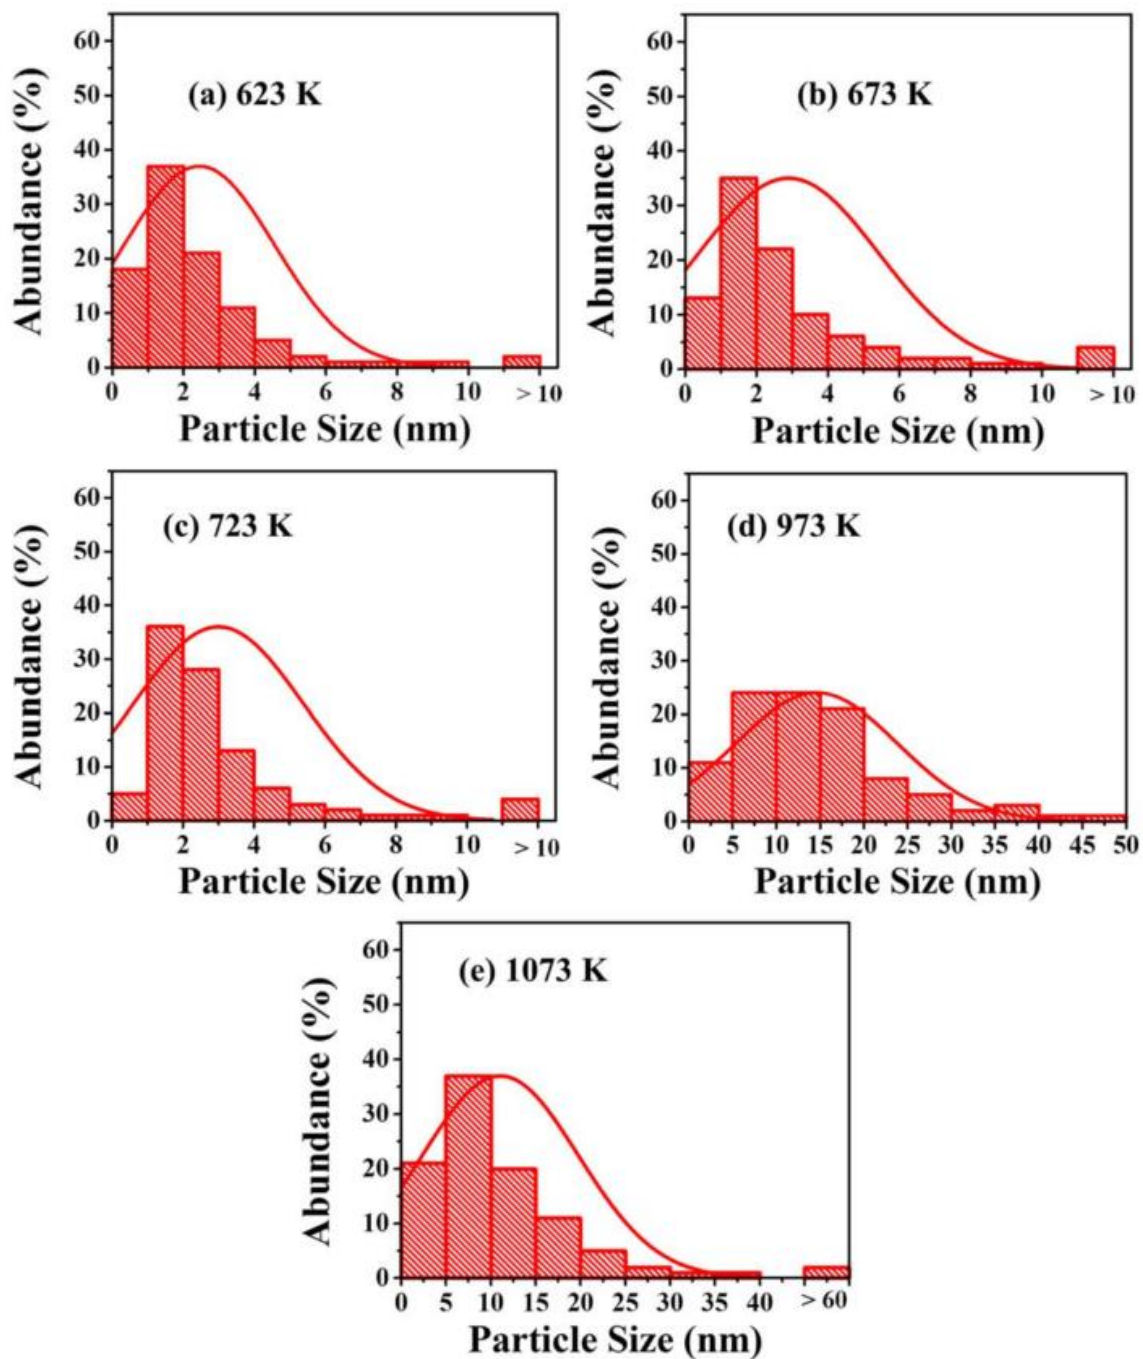 (a) 623 K
Abundance (%)
60
50
40
30
20
10
0
0 2 4 6 8 10 > 10
Particle Size (nm)
(b) 673 K
Abundance (%)
60
50
40
30
20
10
0
0 2 4 6 8 10 > 10
Particle Size (nm)
(c) 723 K
Abundance (%)
60
50
40
30
20
10
0
0 2 4 6 8 10 > 10
Particle Size (nm)
(d) 973 K
Abundance (%)
60
50
40
30
20
10
0
0 5 10 15 20 25 30 35 40 45 50
Particle Size (nm)
(e) 1073 K
Abundance (%)
60
50
40
30
20
10
0
0 5 10 15 20 25 30 35 40 > 60
Particle Size (nm)